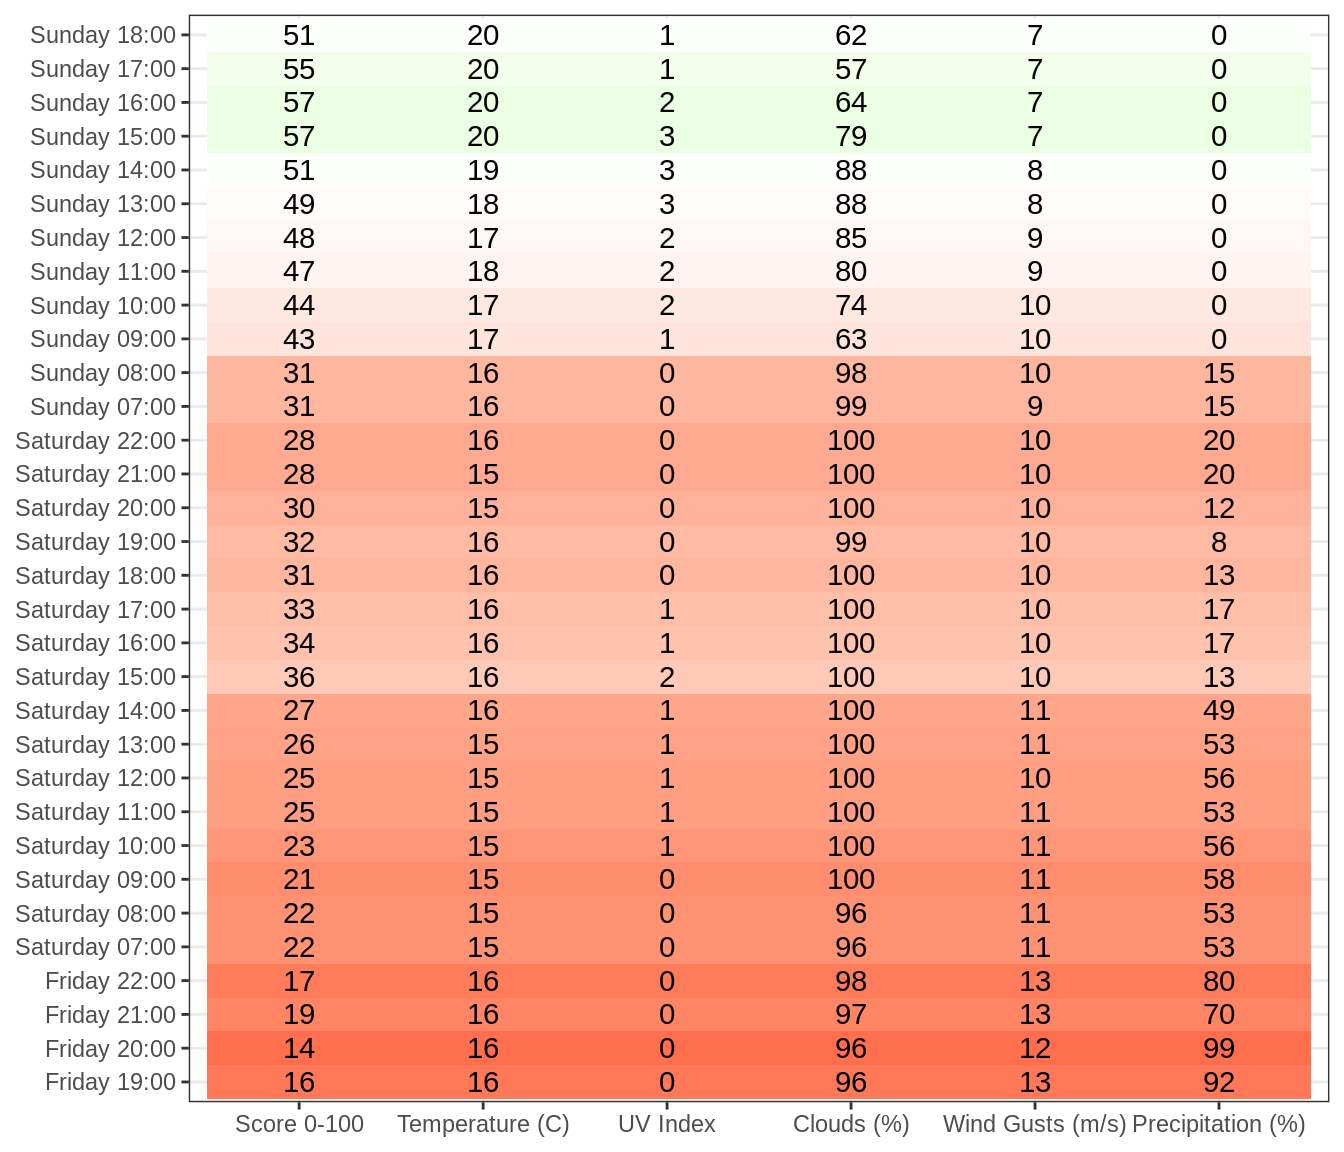 Sunday 18:00 51 20 1 62 7 0
Sunday 17:00 55 20 1 57 7 0
Sunday 16:00 57 20 2 64 7 0
Sunday 15:00 57 20 3 79 7 0
Sunday 14:00 51 19 3 88 8 0
Sunday 13:00 49 18 3 88 8 0
Sunday 12:00 48 17 2 85 9 0
Sunday 11:00 47 18 2 80 9 0
Sunday 10:00 44 17 2 74 10 0
Sunday 09:00 43 17 1 63 10 0
Sunday 08:00 31 16 0 98 10 15
Sunday 07:00 31 16 0 99 9 15
Saturday 22:00 28 16 0 100 10 20
Saturday 21:00 28 15 0 100 10 20
Saturday 20:00 30 15 0 100 10 12
Saturday 19:00 32 16 0 99 10 8
Saturday 18:00 31 16 0 100 10 13
Saturday 17:00 33 16 1 100 10 17
Saturday 16:00 34 16 1 100 10 17
Saturday 15:00 36 16 2 100 10 13
Saturday 14:00 27 16 1 100 11 49
Saturday 13:00 26 15 1 100 11 53
Saturday 12:00 25 15 1 100 10 56
Saturday 11:00 25 15 1 100 11 53
Saturday 10:00 23 15 1 100 11 56
Saturday 09:00 21 15 0 100 11 58
Saturday 08:00 22 15 0 96 11 53
Saturday 07:00 22 15 0 96 11 53
Friday 22:00 17 16 0 98 13 80
Friday 21:00 19 16 0 97 13 70
Friday 20:00 14 16 0 96 12 99
Friday 19:00 16 16 0 96 13 92
Score 0-100 Temperature (C) UV Index Clouds (%) Wind Gusts (m/s) Precipitation (%)